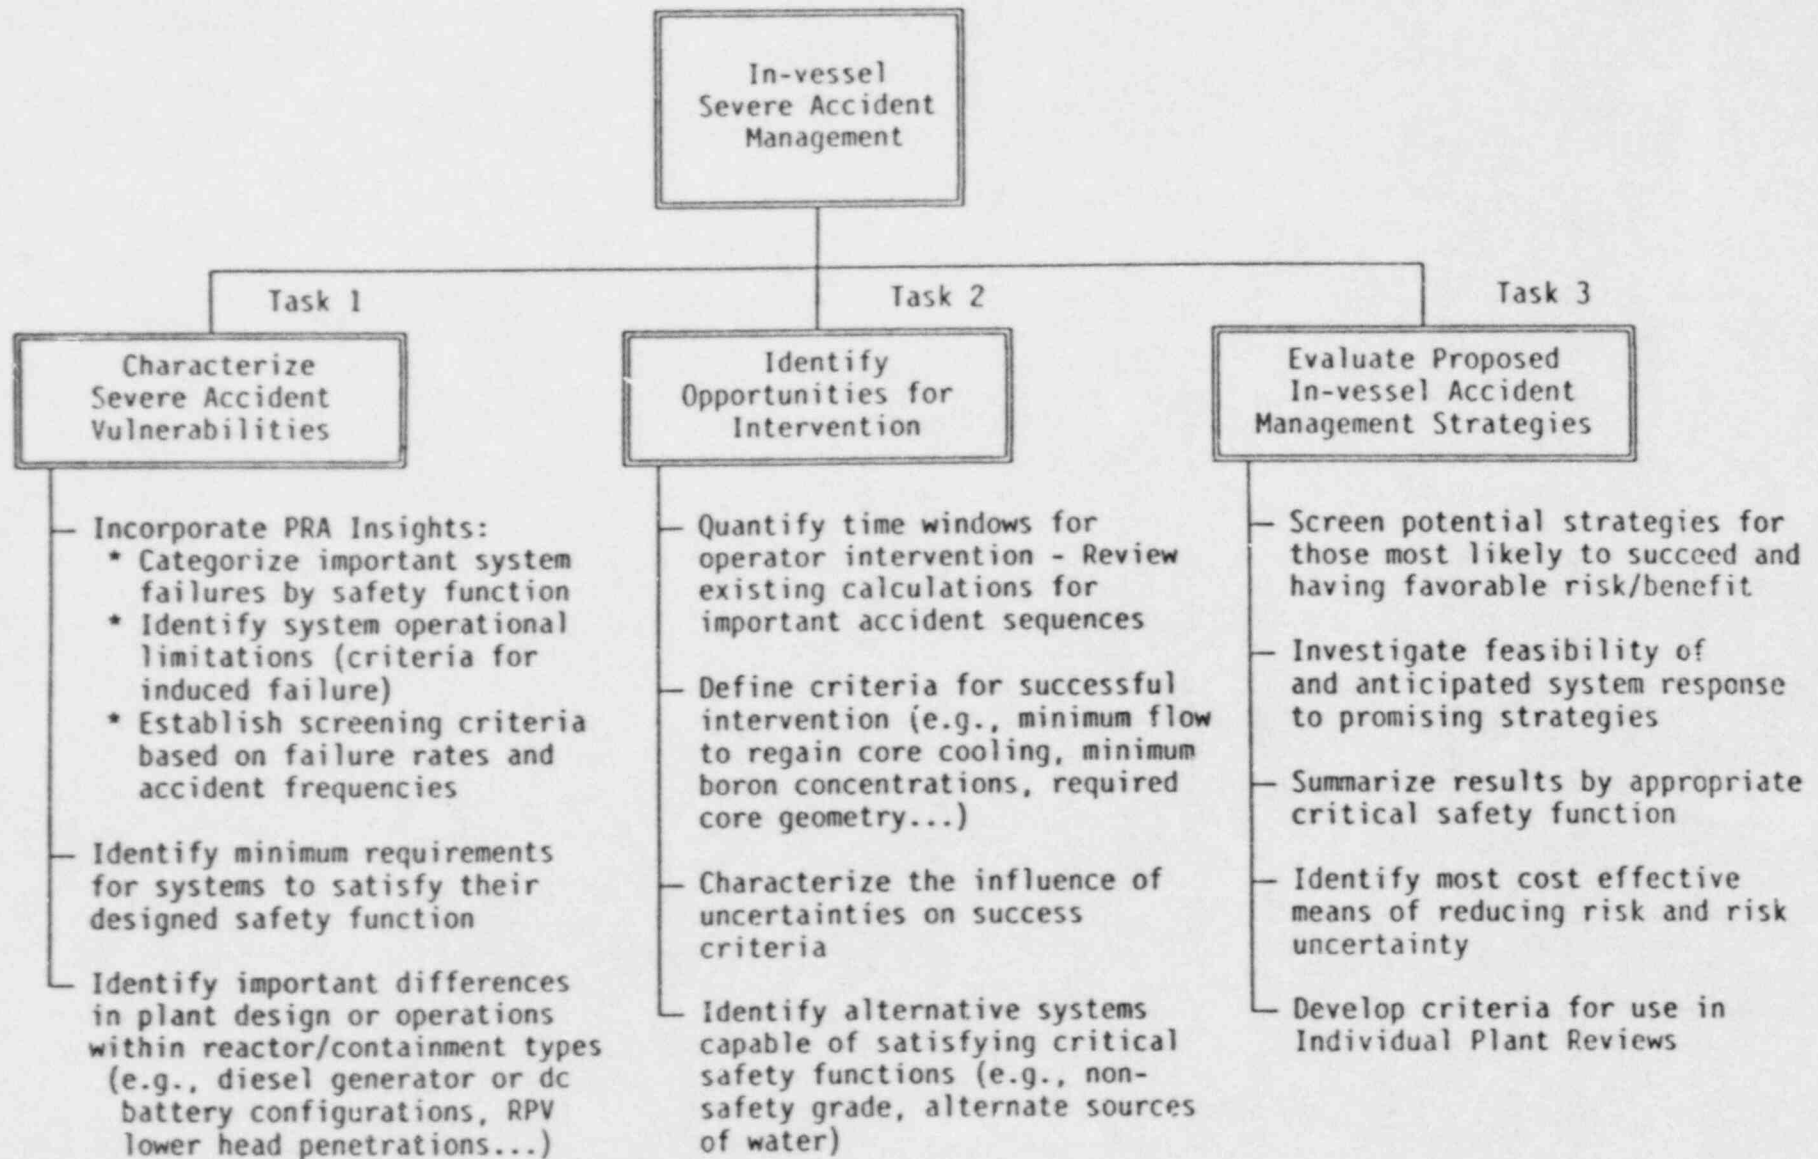 In-vessel
Severe Accident
Management
Task 1
Characterize
Severe Accident
Vulnerabilities
Incorporate PRA Insights:
* Categorize important system
failures by safety function
* Identify system operational
limitations (criteria for
induced failure)
* Establish screening criteria
based on failure rates and
accident frequencies
Identify minimum requirements
for systems to satisfy their
designed safety function
Identify important differences
in plant design or operations
within reactor/containment types
(e.g., diesel generator or dc
battery configurations, RPV
lower head penetrations...)
Task 2
Identify
Opportunities for
Intervention
Quantify time windows for
operator intervention - Review
existing calculations for
important accident sequences
Define criteria for successful
intervention (e.g., minimum flow
to regain core cooling, minimum
boron concentrations, required
core geometry...)
Characterize the influence of
uncertainties on success
criteria
Identify alternative systems
capable of satisfying critical
safety functions (e.g., non-
safety grade, alternate sources
of water)
Task 3
Evaluate Proposed
In-vessel Accident
Management Strategies
Screen potential strategies for
those most likely to succeed and
having favorable risk/benefit
Investigate feasibility of
and anticipated system response
to promising strategies
Summarize results by appropriate
critical safety function
Identify most cost effective
means of reducing risk and risk
uncertainty
Develop criteria for use in
Individual Plant Reviews